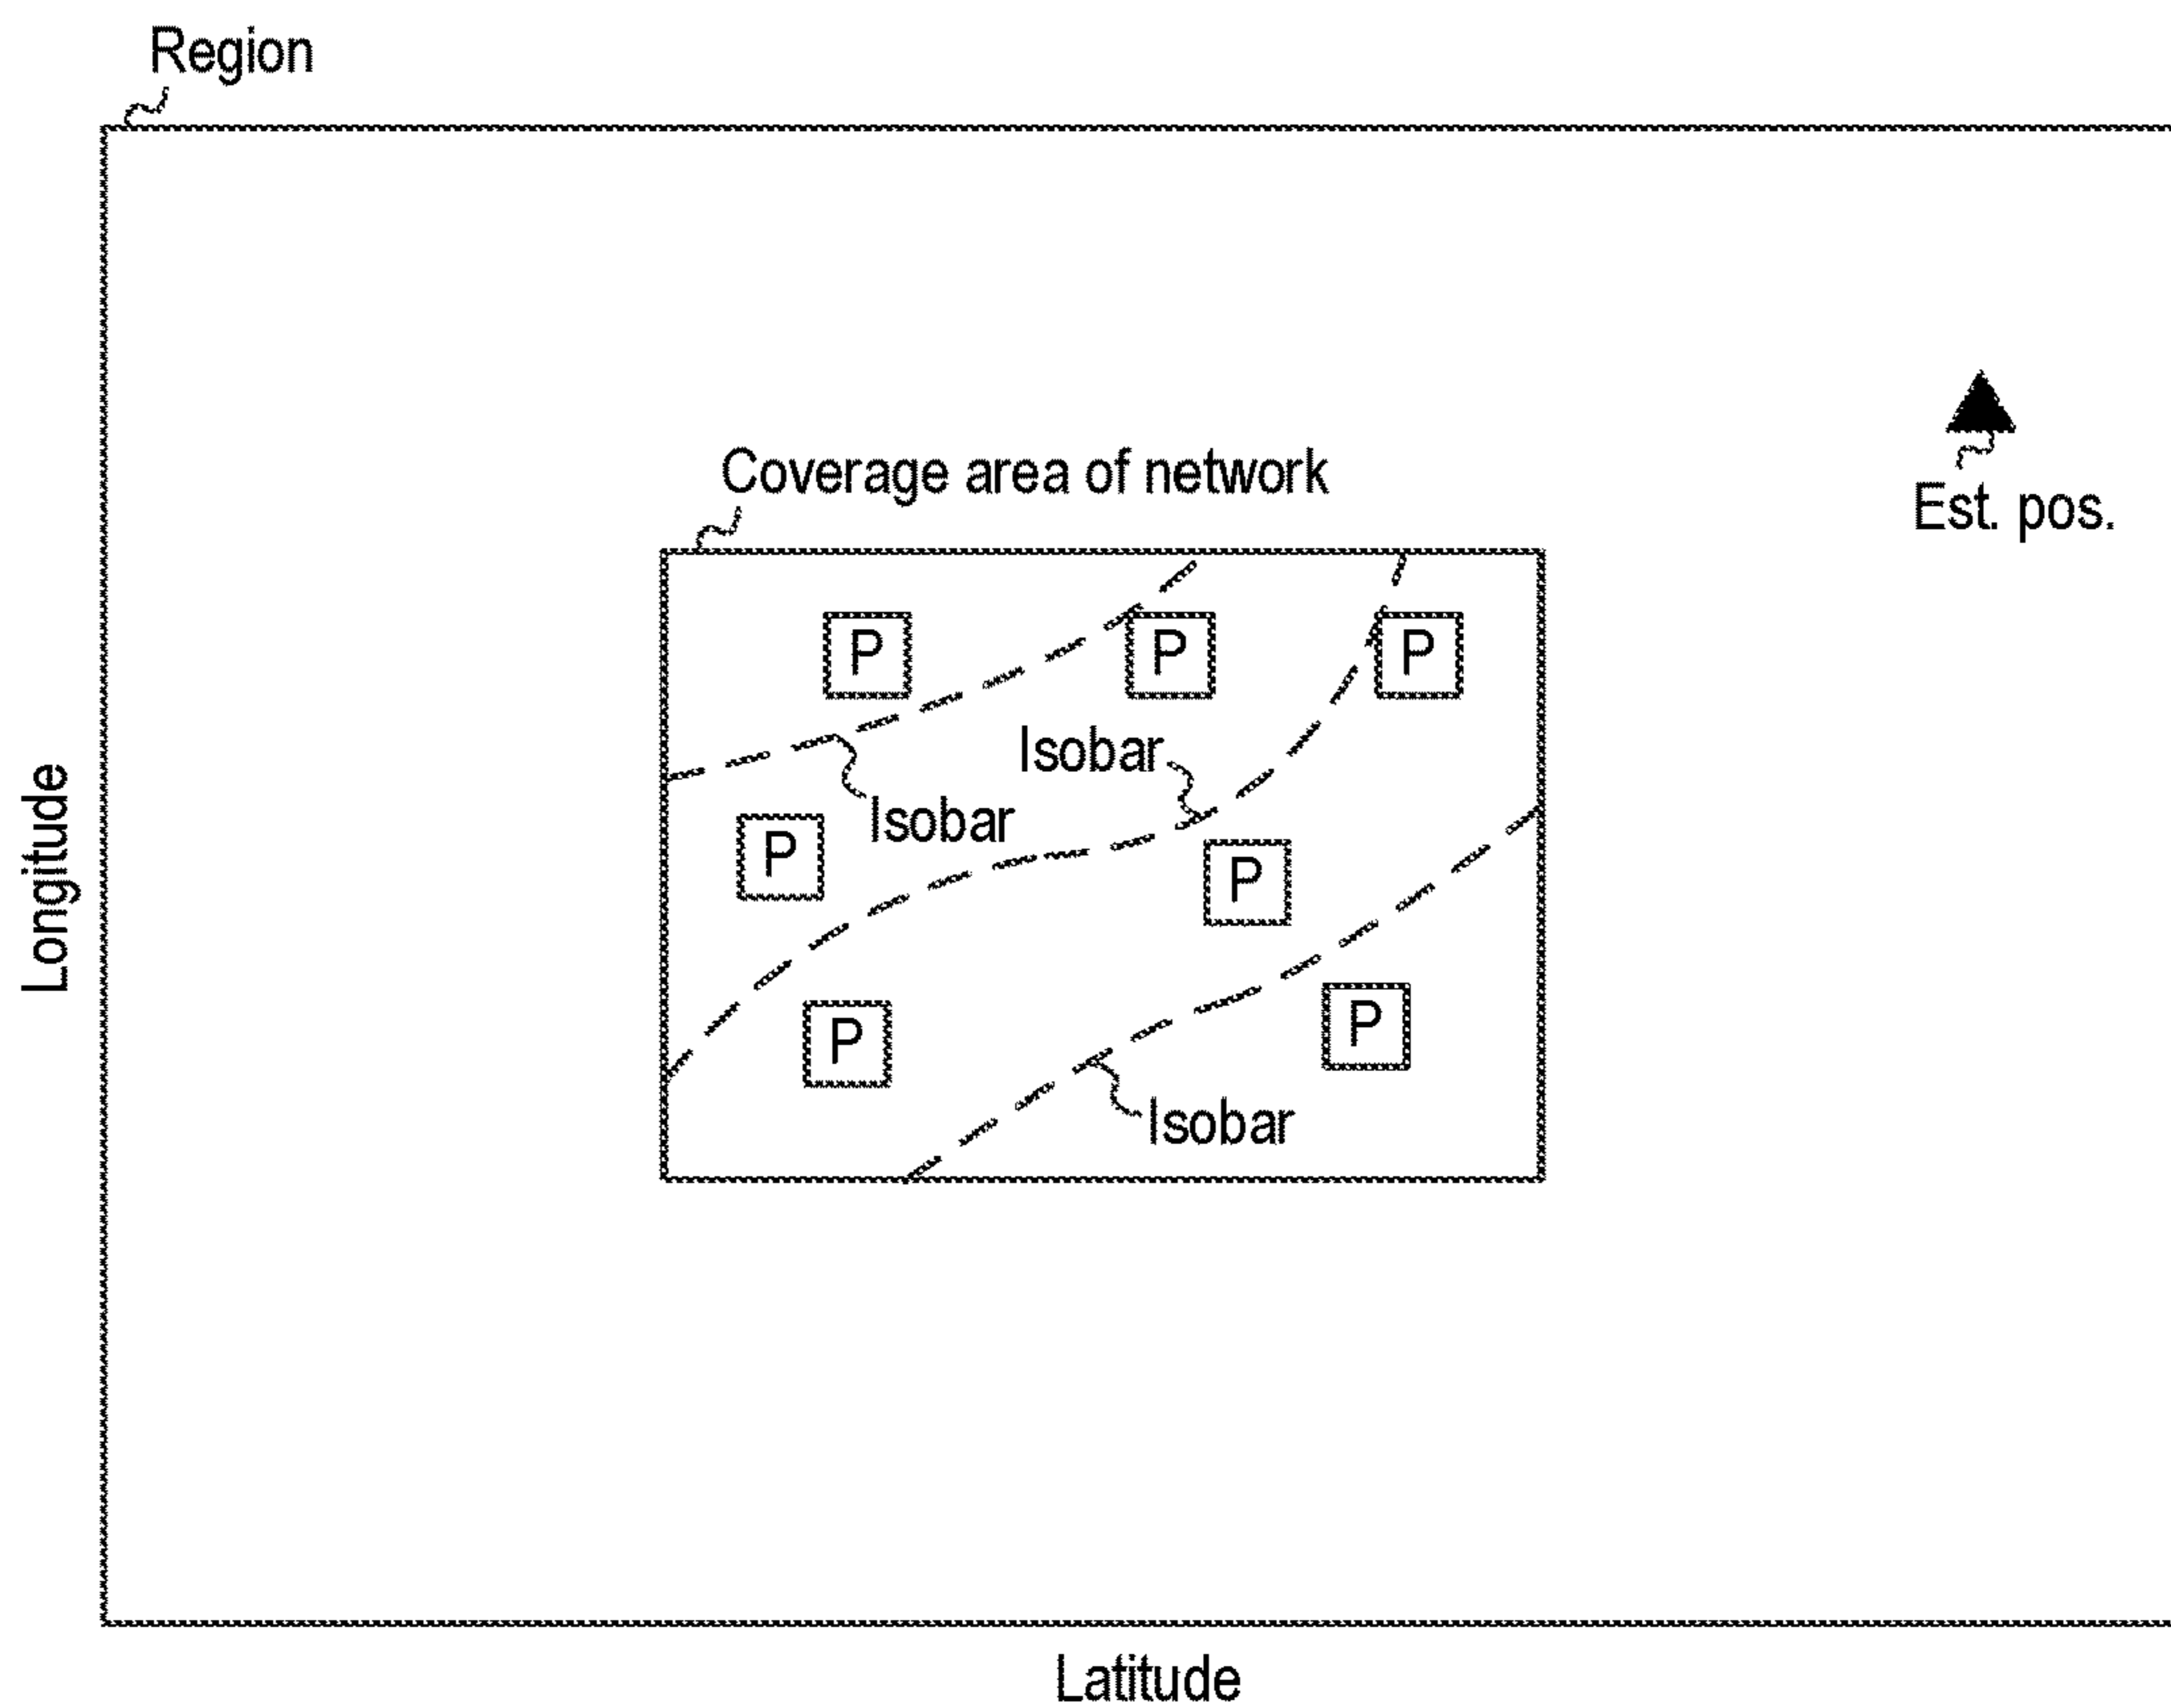 Region
Coverage area of network
Est. pos.
P
P
P
Isobar
Isobar
P
P
P
P
Isobar
Longitude
Latitude